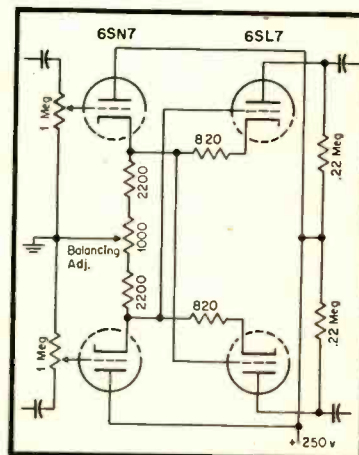 6SN7
6SL7
1 Meg
820
.22 Meg
2200
Balancing
Adj.
1000
2200
1 Meg
820
.22 Meg
+ 250 v